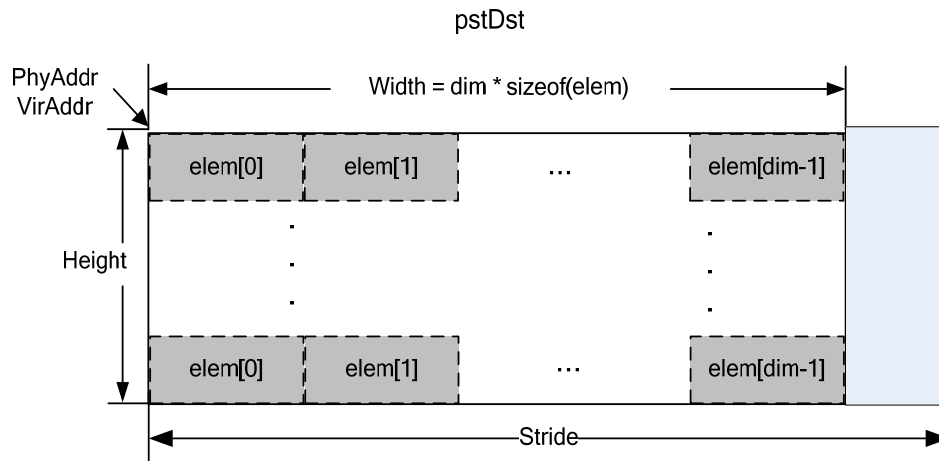 pstDst
PhyAddr
VirAddr
Width = dim * sizeof(elem)
elem[0] elem[1] ... elem[dim-1]
Height
elem[0] elem[1] ... elem[dim-1]
Stride